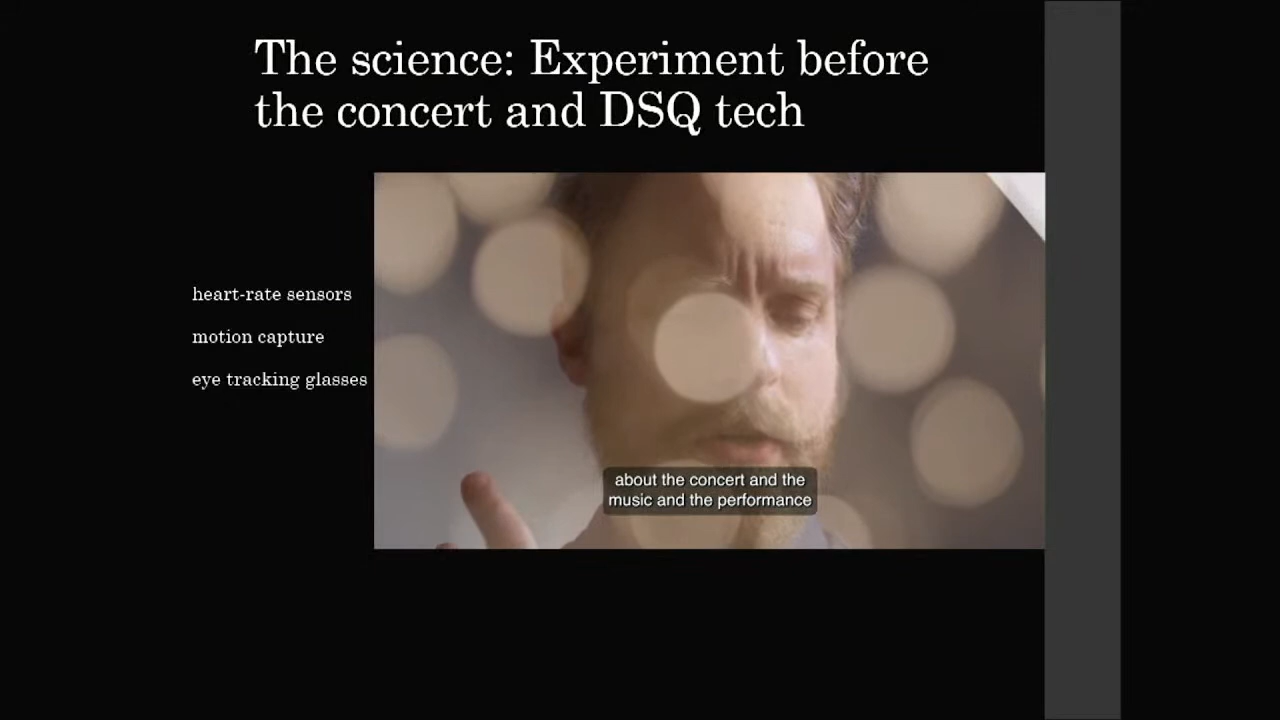 The science: Experiment before
the concert and DSQ tech
heart-rate sensors
motion capture
eye tracking glasses
about the concert and the
music and the performance